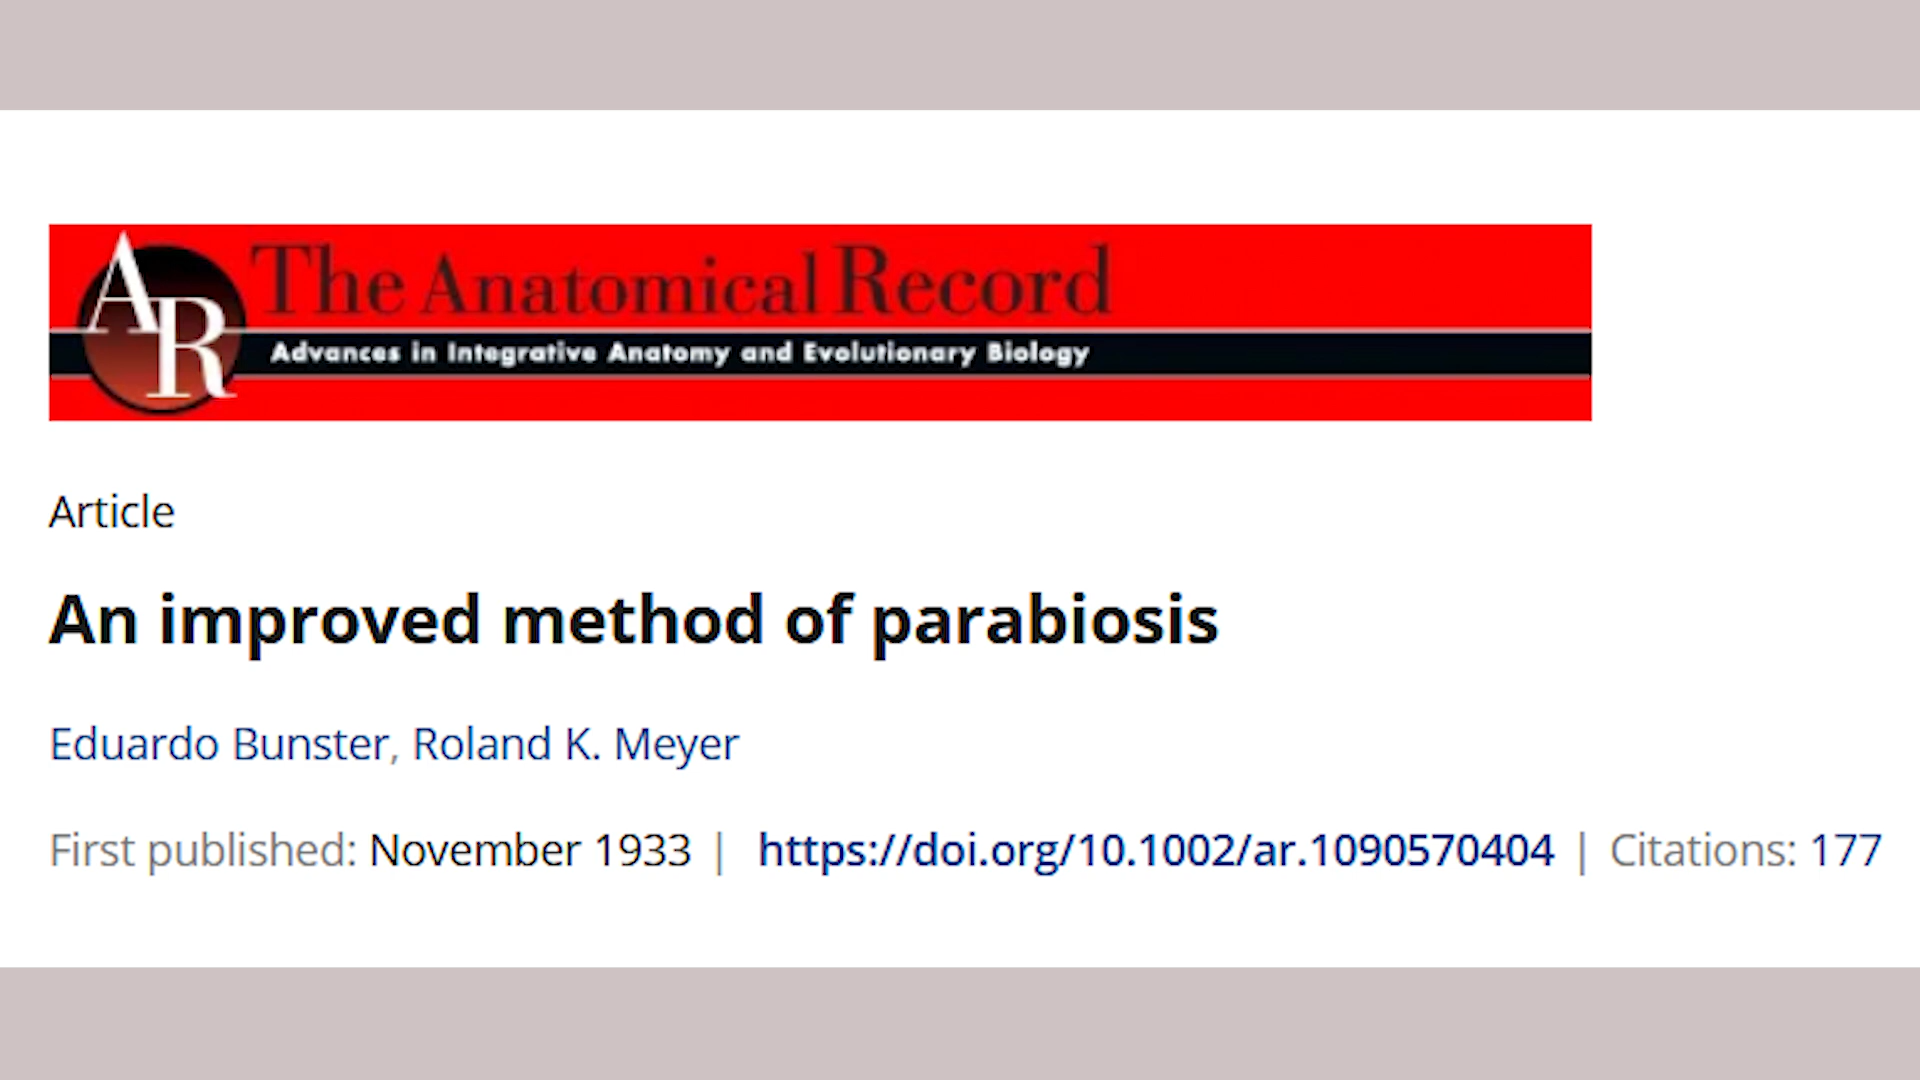 AR
The Anatomical Record
Advances in Integrative Anatomy and Evolutionary Biology
Article
An improved method of parabiosis
Eduardo Bunster, Roland K. Meyer
First published: November 1933 | https://doi.org/10.1002/ar.1090570404 | Citations: 177